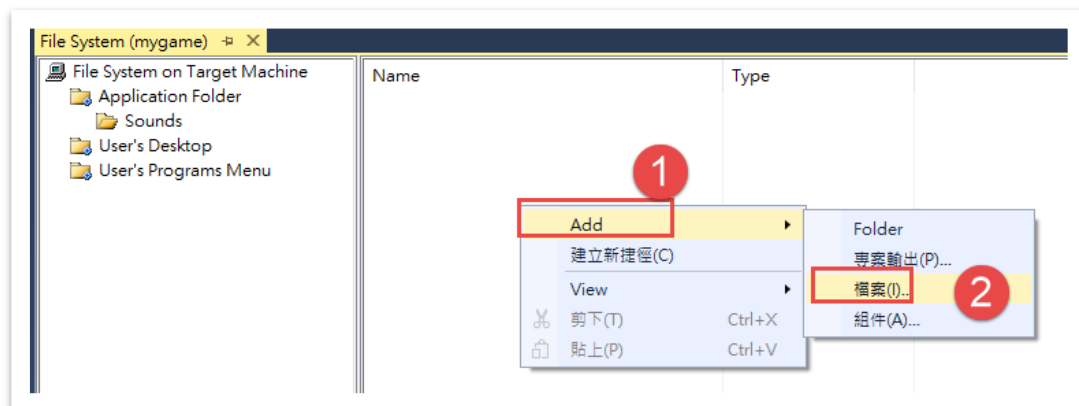 File System (mygame)
File System on Target Machine
Application Folder
Sounds
User's Desktop
User's Programs Menu
Name Type
1
Add
建立新捷徑(C)
View
剪下(T) Ctrl+X
貼上(P) Ctrl+V
Folder
專案輸出(P)...
檔案(I)...
2
組件(A)...